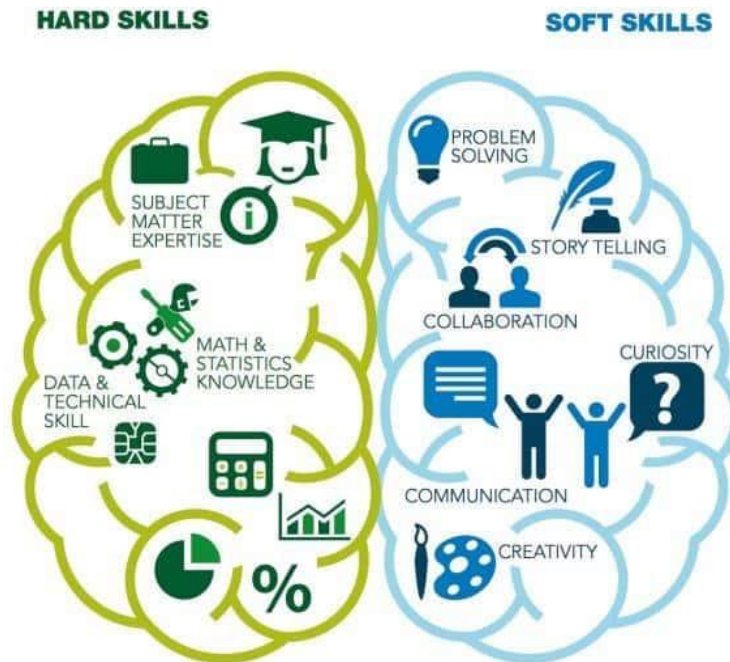 HARD SKILLS
SUBJECT
MATTER
EXPERTISE
i
MATH &
STATISTICS
KNOWLEDGE
DATA &
TECHNICAL
SKILL
%
SOFT SKILLS
PROBLEM
SOLVING
STORY TELLING
COLLABORATION
CURIOSITY
?
COMMUNICATION
CREATIVITY